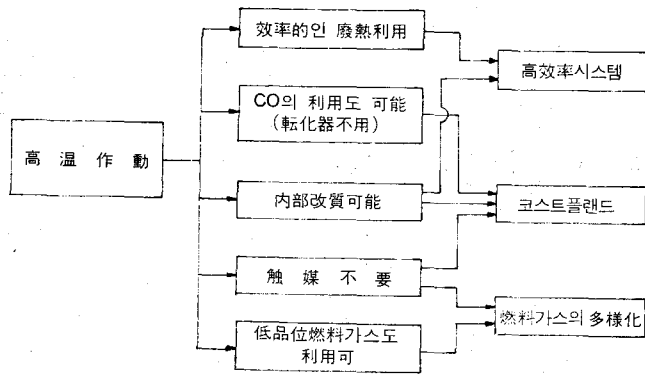 效率的인 廢熱利用
高效率시스템
CO의 利用도 可能
(転化器不用)
高温作動
内部改質可能
코스트플랜드
触媒不要
燃料가스의 多様化
低品位燃料가스도
利用可